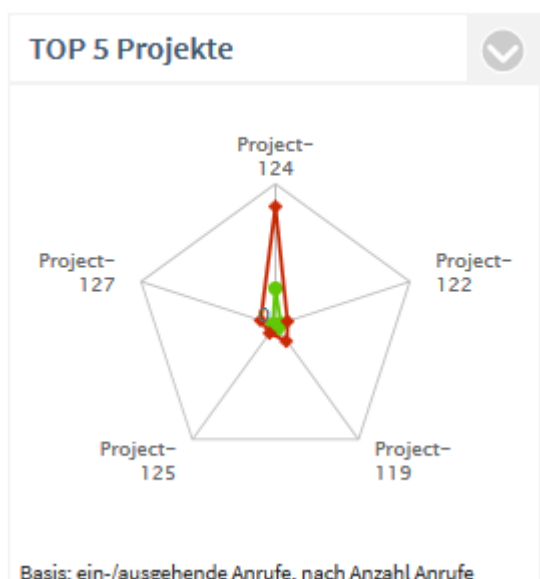 TOP 5 Projekte
Project-
124
Project-
127
Project-
122
0
Project-
125
Project-
119
Basis: ein-/ausgehende Anrufe, nach Anzahl Anrufe